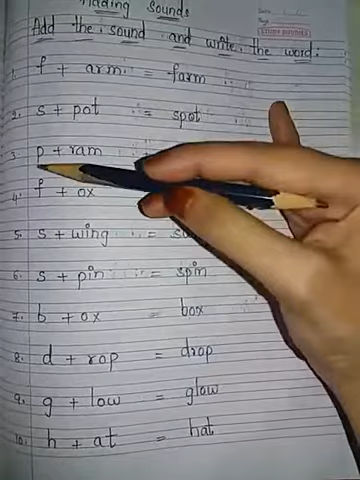 Adding Sounds
Add the sound and write the word:
1. f + arm = farm
2. s + pot = spot
3. p + ram
4. f + ox
5. s + wing =
6. s + pin = spin
7. b + ox = box
8. d + rop = drop
9. g + low = glow
10. h + at = hat